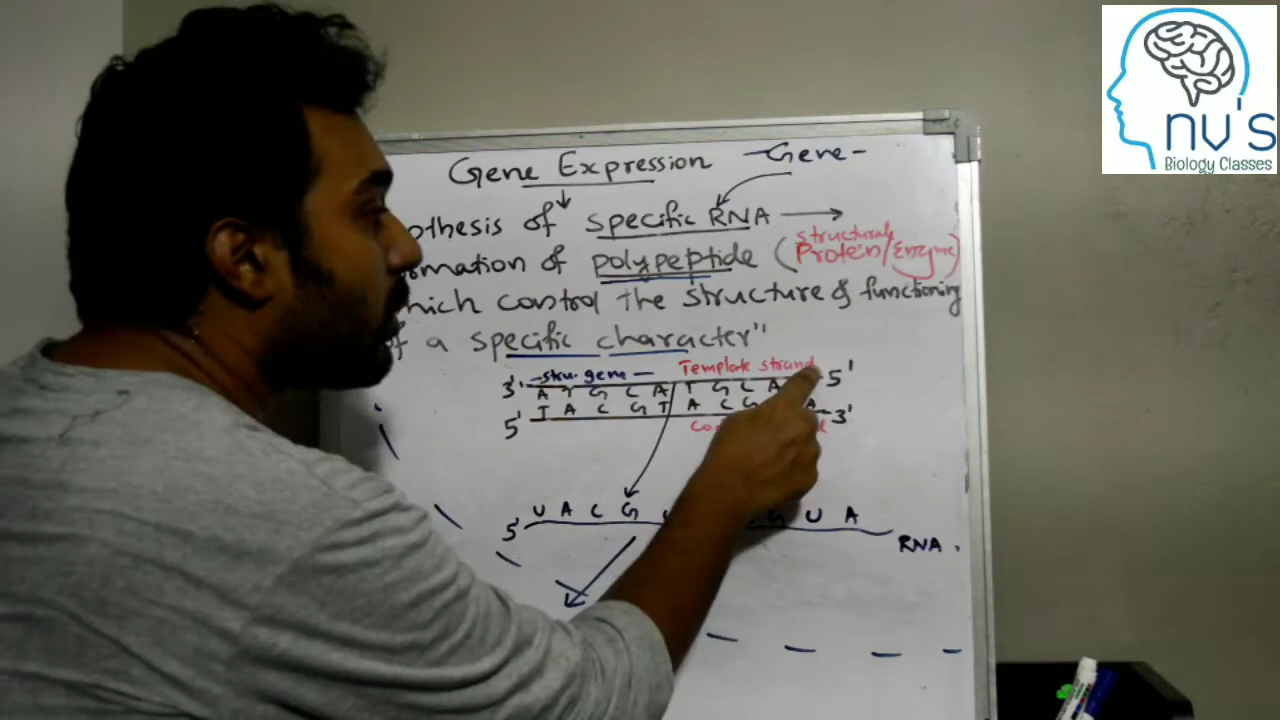 nv's
Biology Classes
Gene Expression -Gene-
othesis of specific RNA
structural
rmation of polypeptide (Protein/Enzyme)
hich control the structure & functioning
f a specific character"
stru. gene Template strand
3' A T G C A T G C A 5'
5' T A C G T A C G A 3'
5' U A C G G U A
RNA.